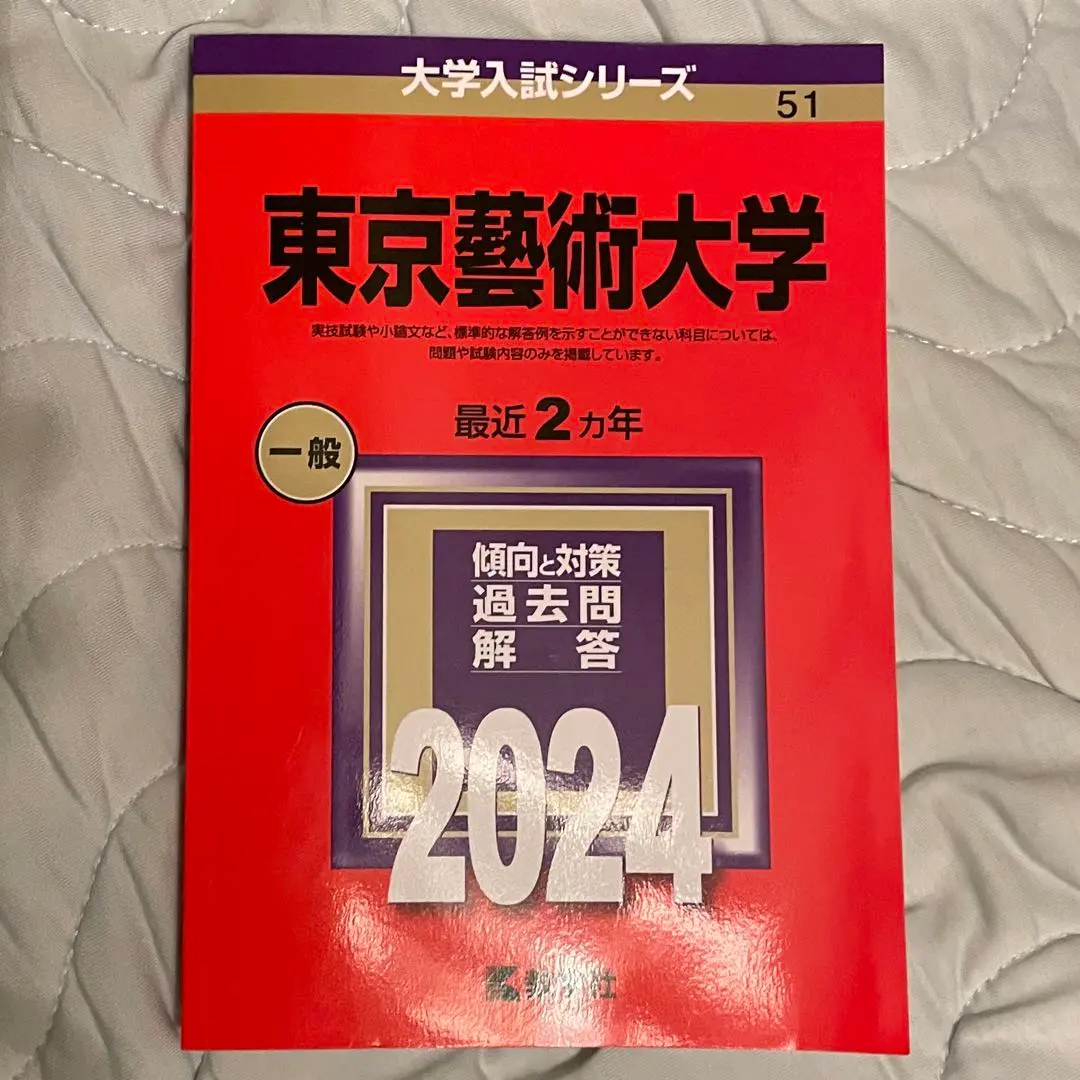 大学入試シリーズ
51
東京藝術大学
実技試験や小論文など、標準的な解答例を示すことができない科目については、
問題や試験内容のみを掲載しています。
最近2カ年
一般
傾向と対策
過去問
解答
2024
教学社